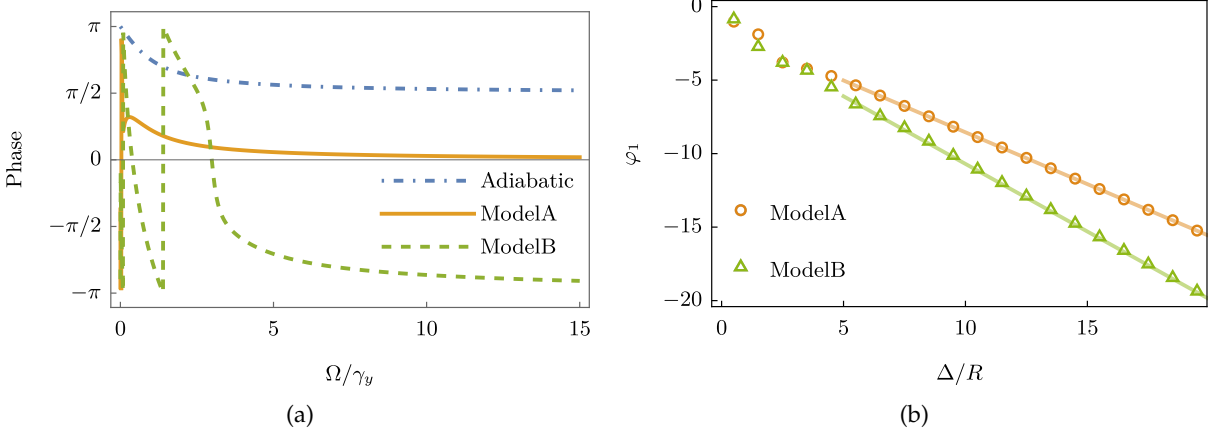 π
π/2
0
−π/2
−π
Phase
Adiabatic
ModelA
ModelB
0
5
10
15
Ω/γy
(a)
0
−5
−10
−15
−20
φ1
ModelA
ModelB
0
5
10
15
Δ/R
(b)